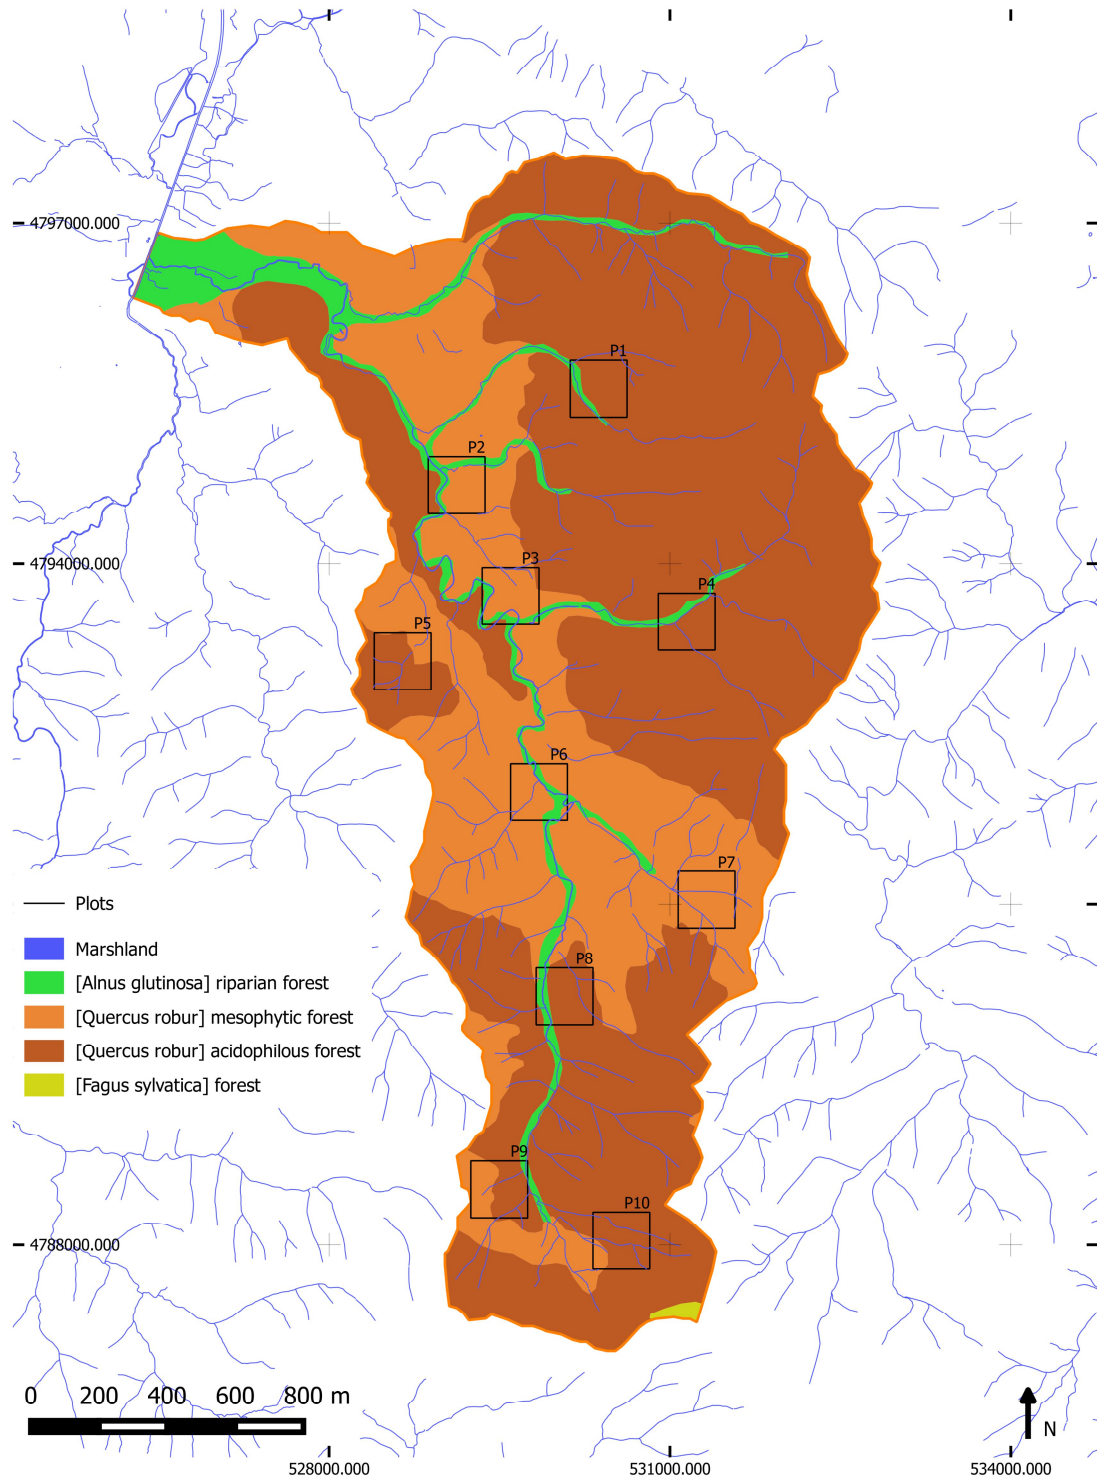 4797000.000
P1
P2
4794000.000
P3
P4
P5
P6
P7
Plots
Marshland
[Alnus glutinosa] riparian forest
P8
[Quercus robur] mesophytic forest
[Quercus robur] acidophilous forest
[Fagus sylvatica] forest
P9
P10
4788000.000
0 200 400 600 800 m
N
528000.000 531000.000 534000.000